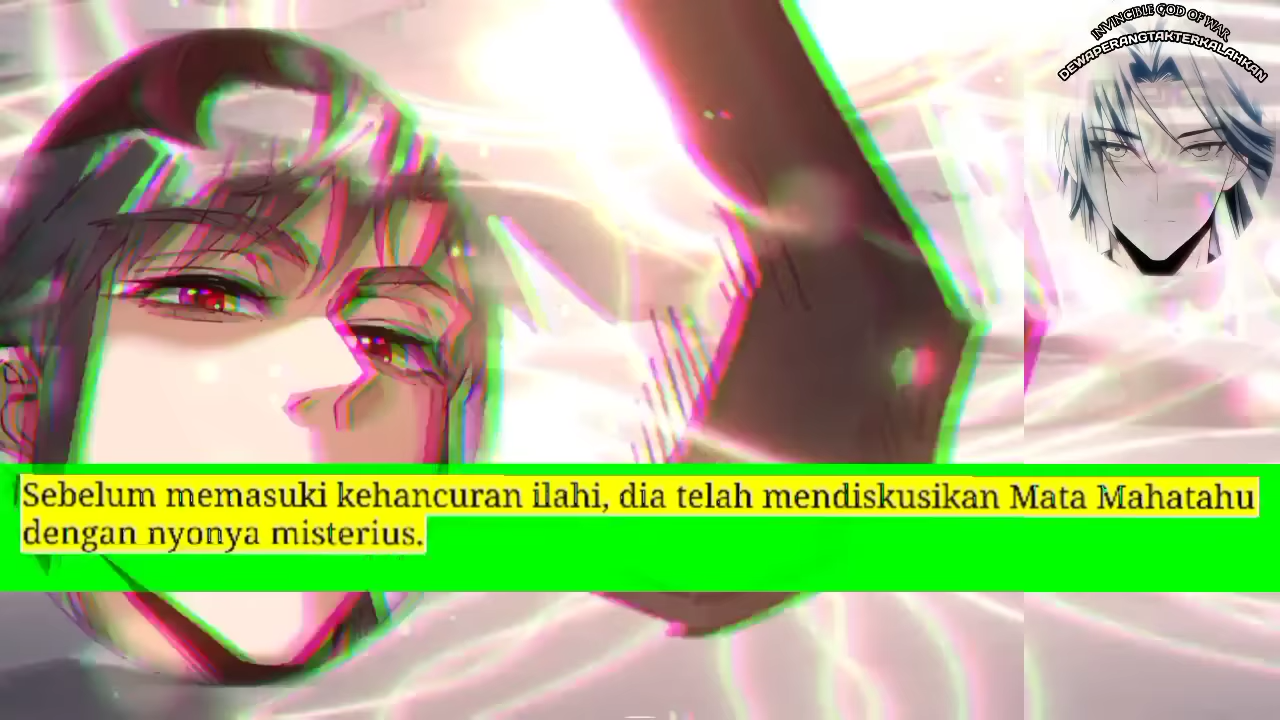 INVINCIBLE GOD OF WAR
DEWAPERANGTAKTERKALAHKAN
Sebelum memasuki kehancuran ilahi, dia telah mendiskusikan Mata Mahatahu
dengan nyonya misterius.